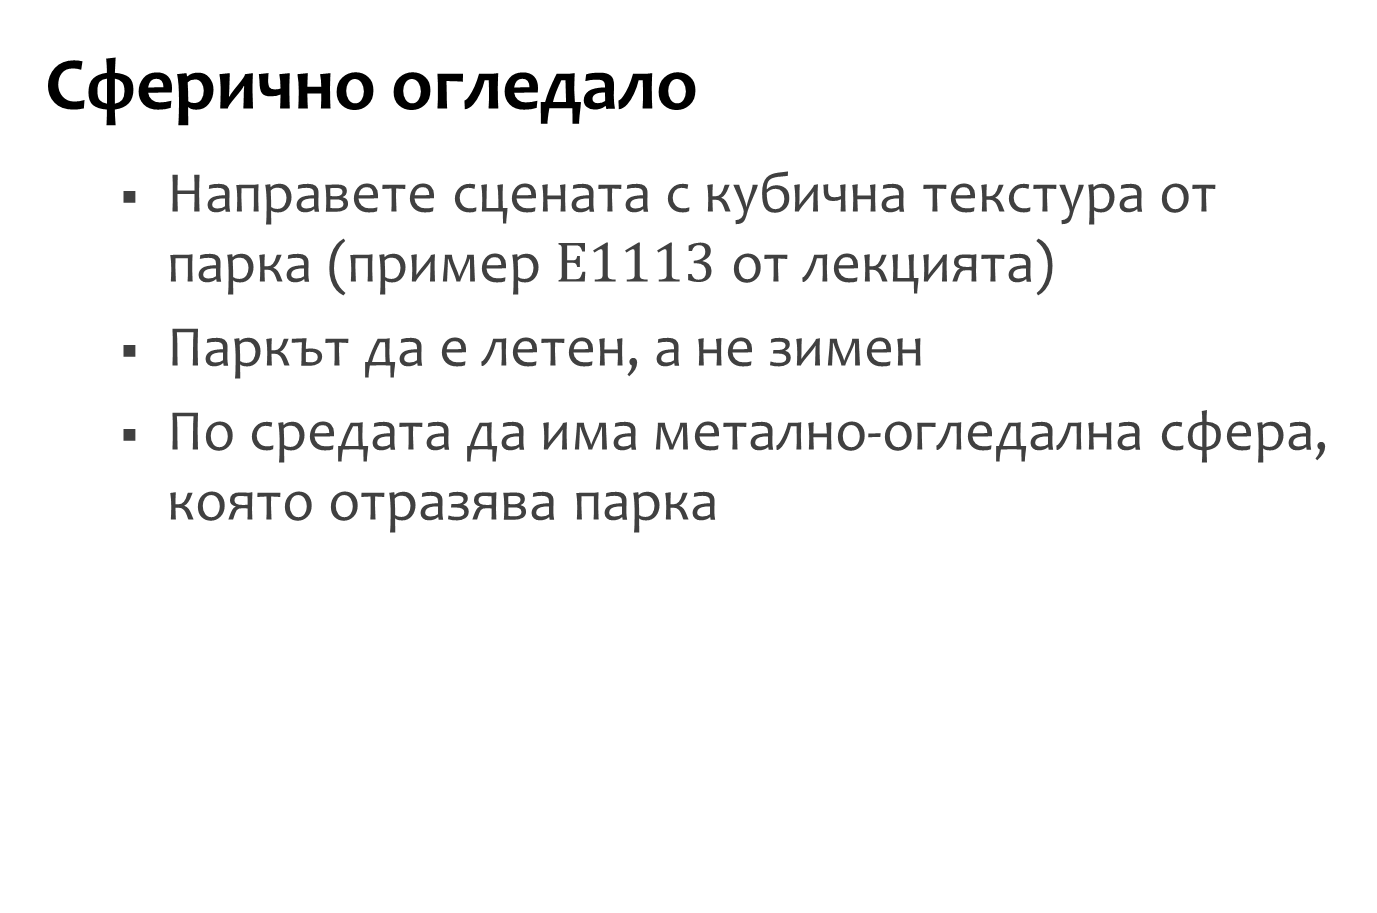 Сферично огледало
▪ Направете сцената с кубична текстура от
парка (пример E1113 от лекцията)
▪ Паркът да е летен, а не зимен
▪ По средата да има метално-огледална сфера,
която отразява парка